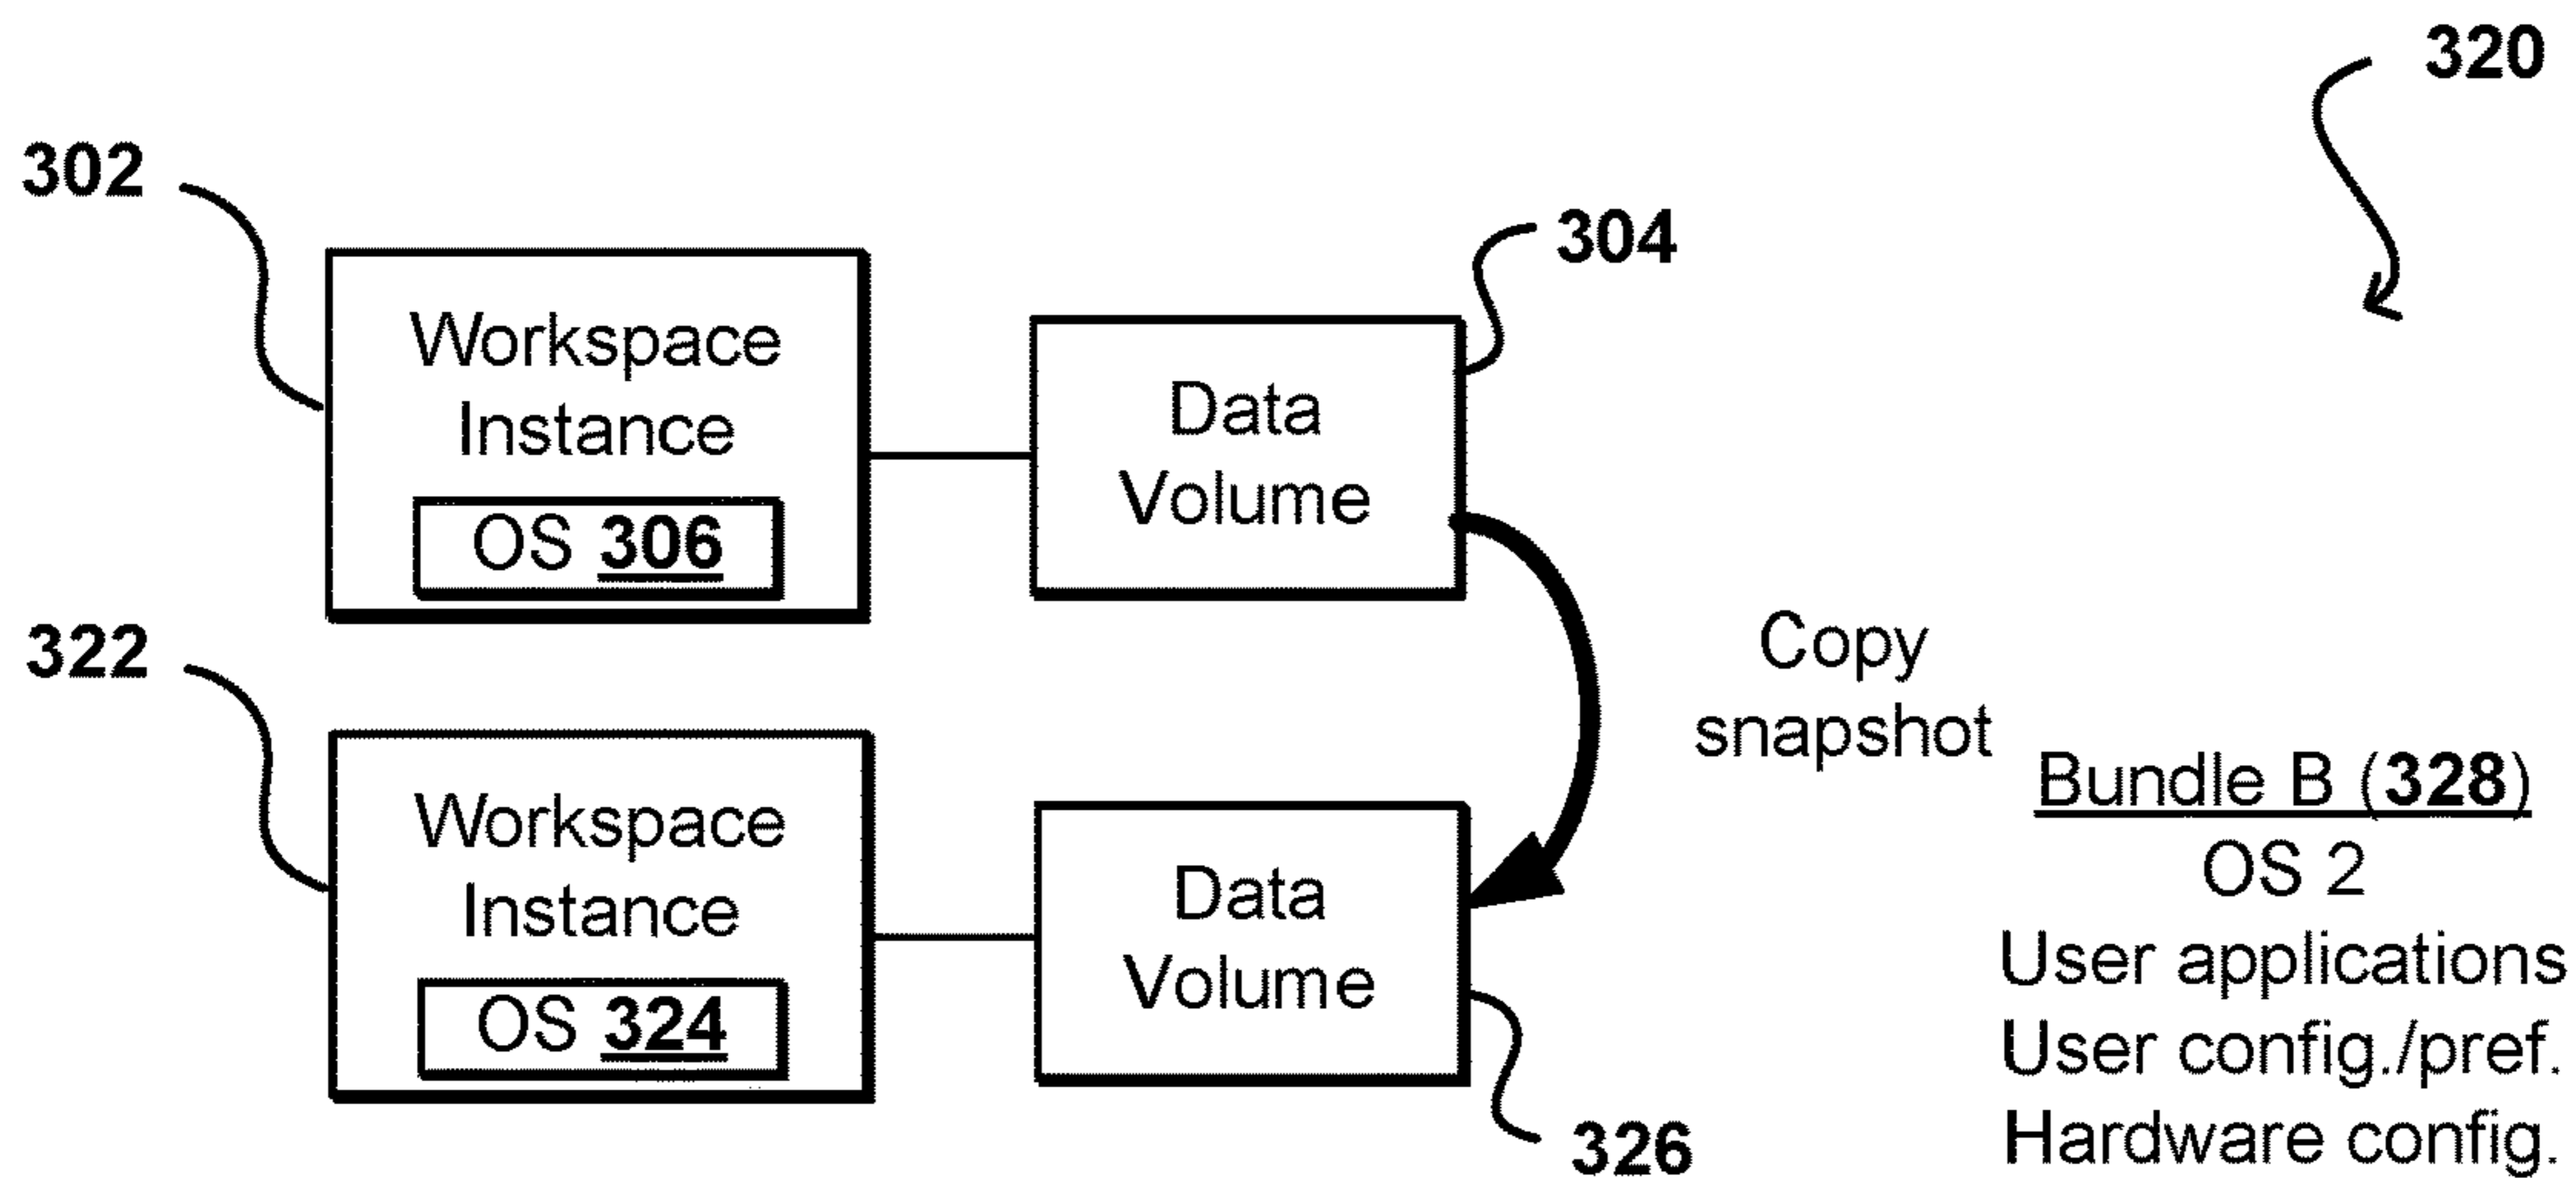 320
302
304
Workspace
Instance
OS 306
Data
Volume
Copy
snapshot
322
Workspace
Instance
OS 324
Data
Volume
326
Bundle B (328)
OS 2
User applications
User config./pref.
Hardware config.